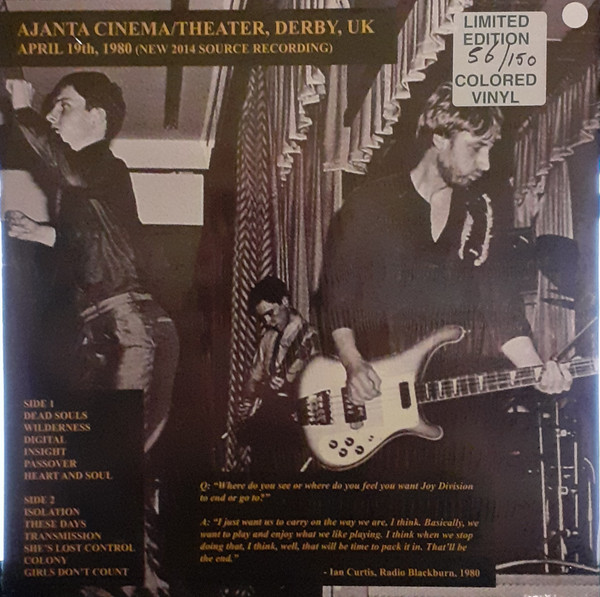 AJANTA CINEMA/THEATER, DERBY, UK
APRIL 19th, 1980 (NEW 2014 SOURCE RECORDING)
LIMITED
EDITION
56/150
COLORED
VINYL
SIDE 1
DEAD SOULS
WILDERNESS
DIGITAL
INSIGHT
PASSOVER
HEART AND SOUL
SIDE 2
ISOLATION
THESE DAYS
TRANSMISSION
SHE'S LOST CONTROL
COLONY
GIRLS DON'T COUNT
Q: "Where do you see or where do you feel you want Joy Division
to end or go to?"
A: "I just want us to carry on the way we are, I think. Basically, we
want to play and enjoy what we like playing. I think when we stop
doing that, I think, well, that will be time to pack it in. That'll be
the end."
- Ian Curtis, Radio Blackburn, 1980